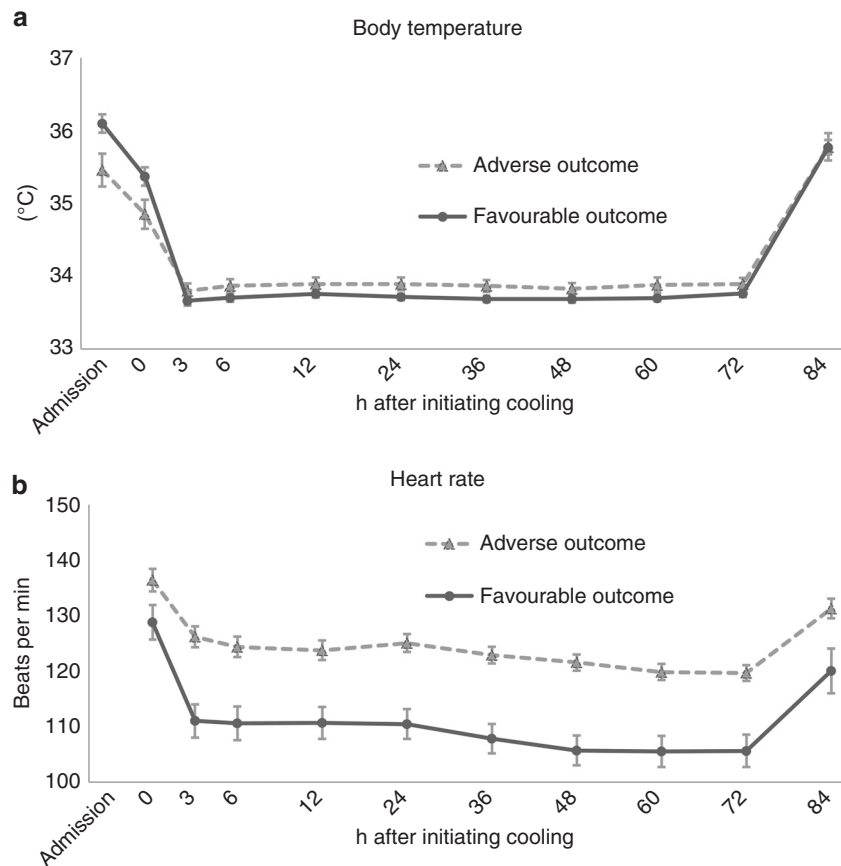 a
Body temperature
37
36
35
34
33
(°C)
Adverse outcome
Favourable outcome
Admission 0 3 6 12 24 36 48 60 72 84
h after initiating cooling
b
Heart rate
150
140
130
120
110
100
Beats per min
Adverse outcome
Favourable outcome
Admission 0 3 6 12 24 36 48 60 72 84
h after initiating cooling